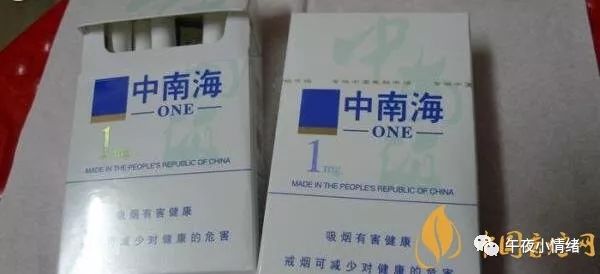 中南海
ONE
1mg
MADE IN THE PEOPLE'S REPUBLIC OF CHINA
吸烟有害健康
可减少对健康的危害
中南海
中南海
ONE
1mg
MADE IN THE PEOPLE'S REPUBLIC OF CHINA
吸烟有害健康
戒烟可减少对健康的危害
午夜小情绪